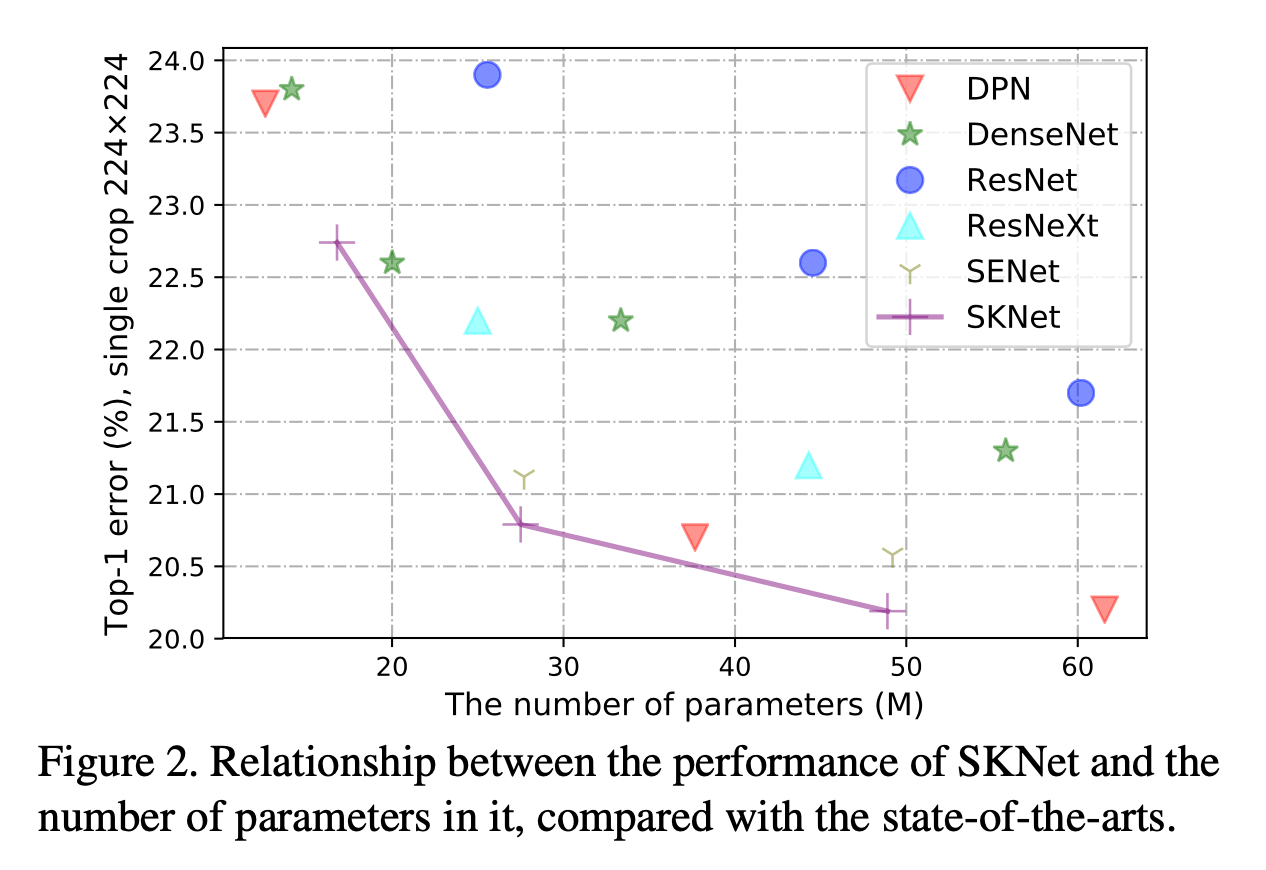 Top-1 error (%), single crop 224×224
24.0
23.5
23.0
22.5
22.0
21.5
21.0
20.5
20.0
DPN
DenseNet
ResNet
ResNeXt
SENet
SKNet
20 30 40 50 60
The number of parameters (M)
Figure 2. Relationship between the performance of SKNet and the
number of parameters in it, compared with the state-of-the-arts.